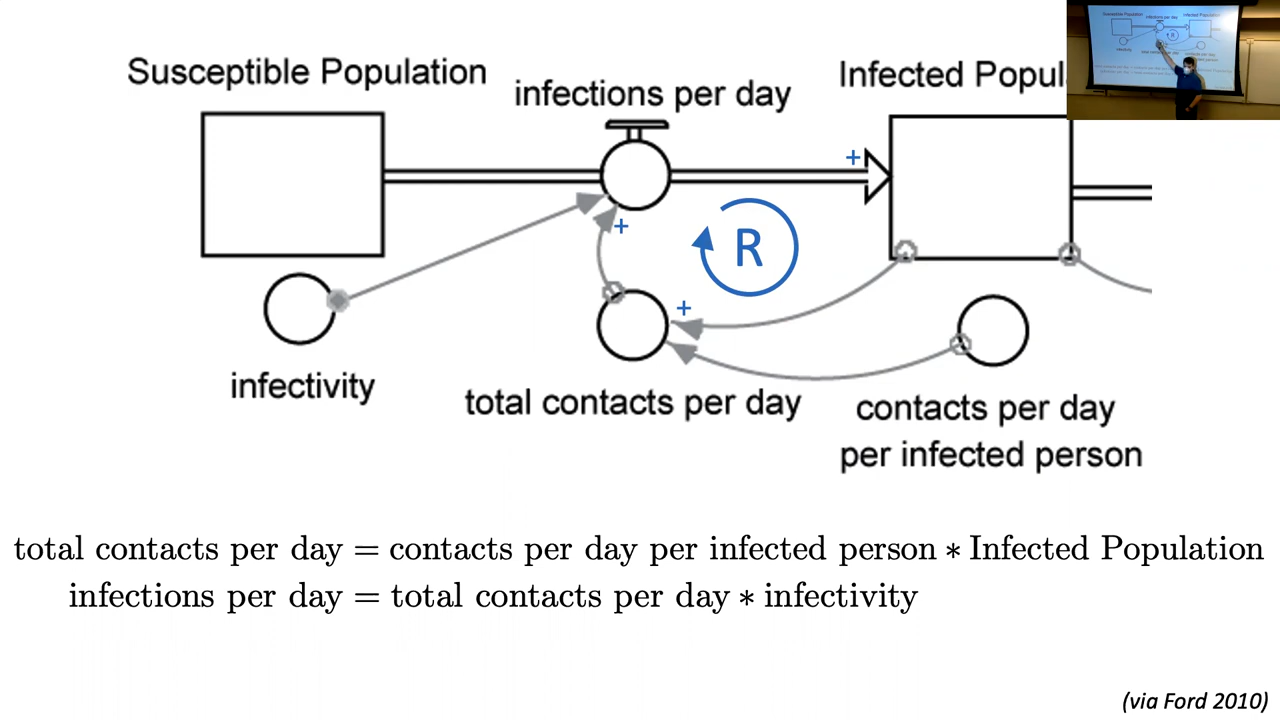 Susceptible Population
infections per day
Infected Popul
+
+
R
+
infectivity
total contacts per day
contacts per day
per infected person
total contacts per day = contacts per day per infected person ∗ Infected Population
infections per day = total contacts per day ∗ infectivity
(via Ford 2010)